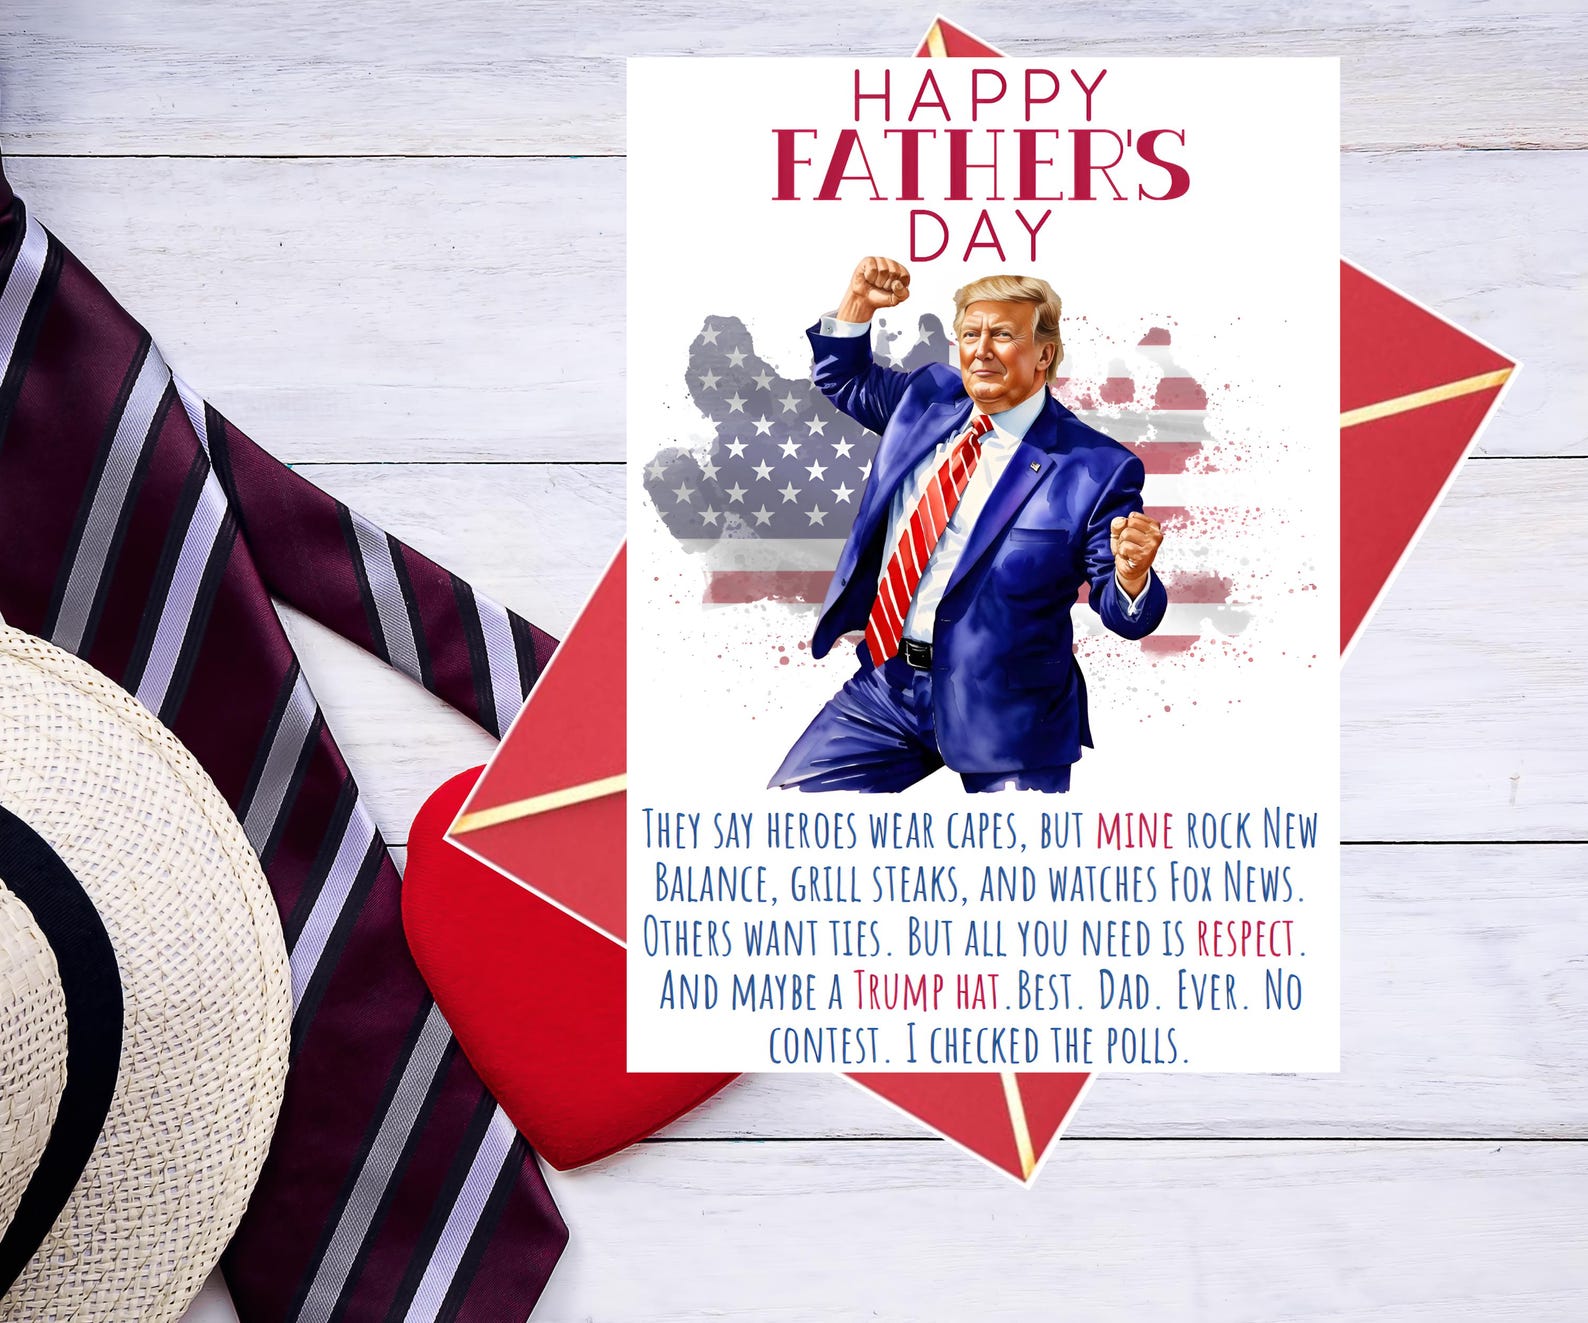 HAPPY
FATHER'S
DAY
They say heroes wear capes, but mine rock New
Balance, grill steaks, and watches Fox News.
Others want ties. But all you need is respect.
And maybe a Trump hat.Best. Dad. Ever. No
contest. I checked the polls.